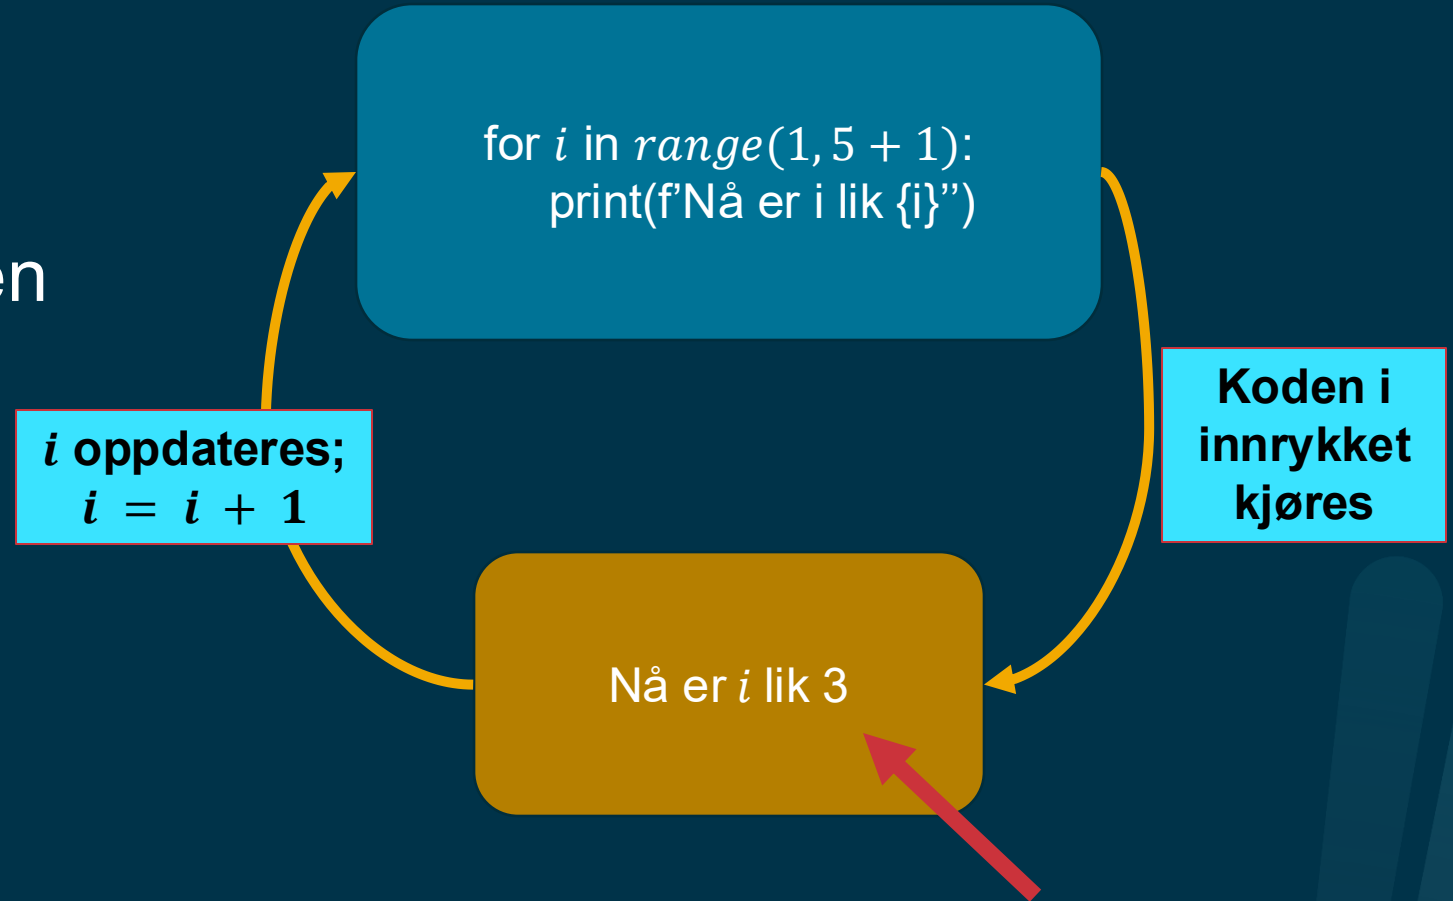 for i in range(1, 5 + 1):
print(f’Nå er i lik {i}”)
en
i oppdateres;
i = i + 1
Koden i
innrykket
kjøres
Nå er i lik 3